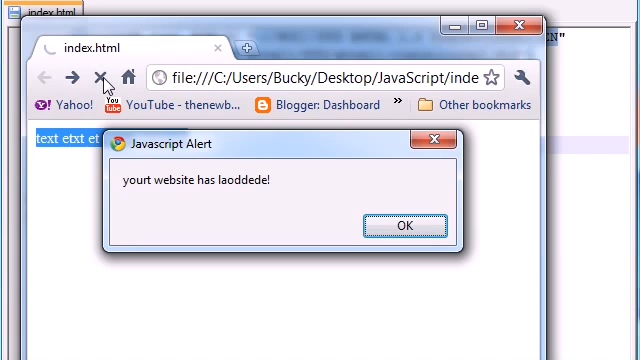 index.html
EN"
index.html
file:///C:/Users/Bucky/Desktop/JavaScript/inde
Yahoo! YouTube - thenewb... Blogger: Dashboard » Other bookmarks
text etxt et
Javascript Alert
yourt website has laoddede!
OK